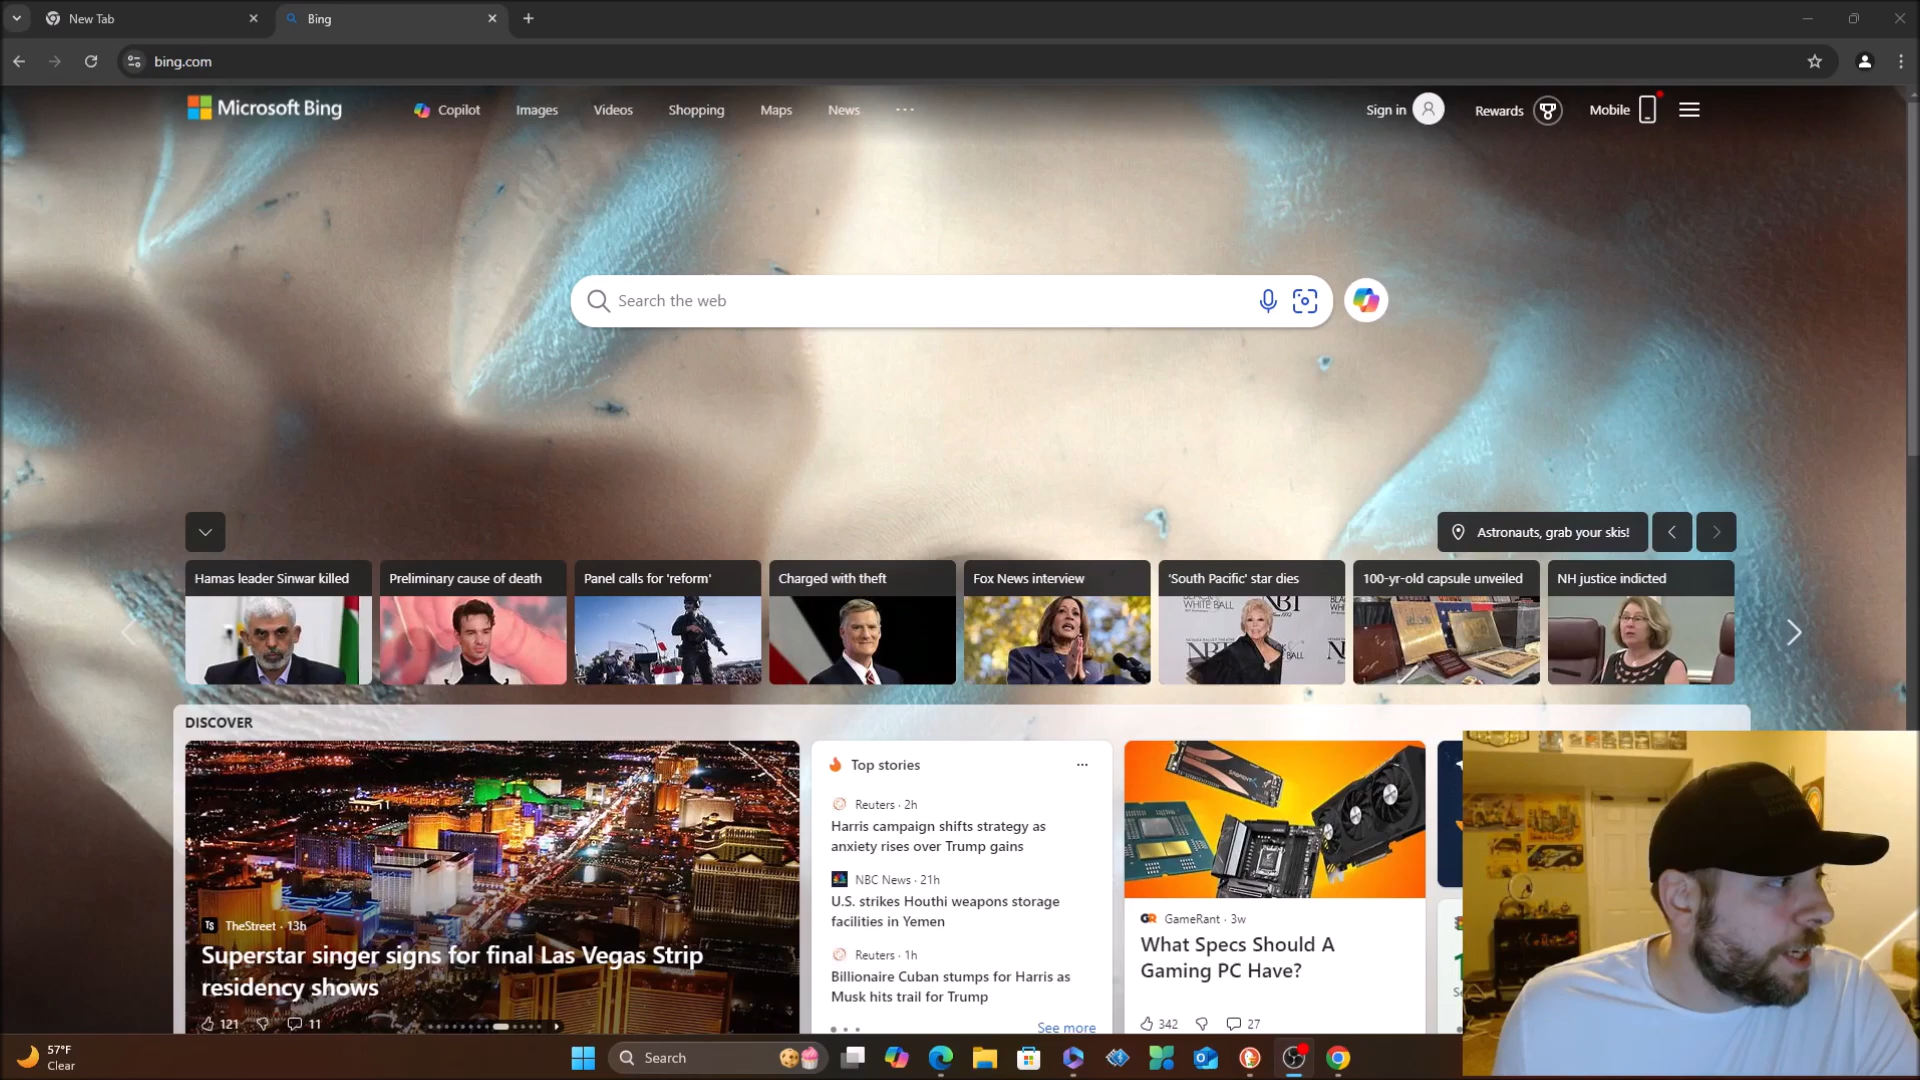 New Tab
Bing
bing.com
Microsoft Bing
Copilot
Images
Videos
Shopping
Maps
News
Sign in
Rewards
Mobile
Search the web
Astronauts, grab your skis!
Hamas leader Sinwar killed
Preliminary cause of death
Panel calls for 'reform'
Charged with theft
Fox News interview
'South Pacific' star dies
100-yr-old capsule unveiled
NH justice indicted
WHITE BALL
NBI
DISCOVER
TheStreet · 13h
Superstar singer signs for final Las Vegas Strip
residency shows
121
11
Top stories
Reuters · 2h
Harris campaign shifts strategy as
anxiety rises over Trump gains
NBC News · 21h
U.S. strikes Houthi weapons storage
facilities in Yemen
Reuters · 1h
Billionaire Cuban stumps for Harris as
Musk hits trail for Trump
See more
SABRENT
GR GameRant · 3w
What Specs Should A
Gaming PC Have?
342
27
57°F
Clear
Search